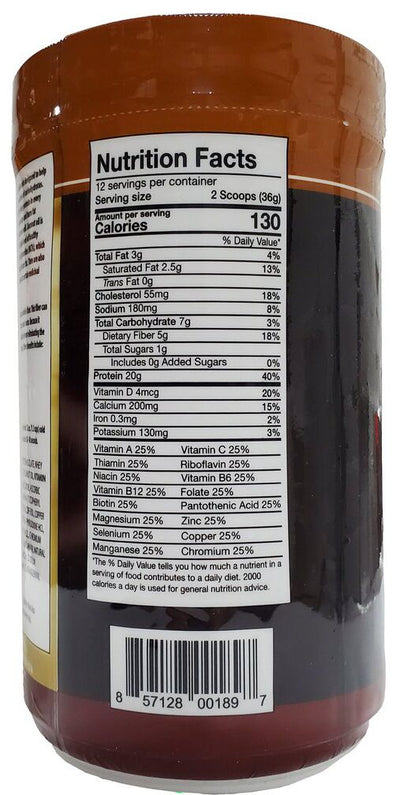 Nutrition Facts
12 servings per container
Serving size 2 Scoops (36g)
Amount per serving
Calories 130
% Daily Value*
Total Fat 3g 4%
Saturated Fat 2.5g 13%
Trans Fat 0g
Cholesterol 55mg 18%
Sodium 180mg 8%
Total Carbohydrate 7g 3%
Dietary Fiber 5g 18%
Total Sugars 1g
Includes 0g Added Sugars 0%
Protein 20g 40%
Vitamin D 4mcg 20%
Calcium 200mg 15%
Iron 0.3mg 2%
Potassium 130mg 3%
Vitamin A 25% Vitamin C 25%
Thiamin 25% Riboflavin 25%
Niacin 25% Vitamin B6 25%
Vitamin B12 25% Folate 25%
Biotin 25% Pantothenic Acid 25%
Magnesium 25% Zinc 25%
Selenium 25% Copper 25%
Manganese 25% Chromium 25%
*The % Daily Value tells you how much a nutrient in a
serving of food contributes to a daily diet. 2000
calories a day is used for general nutrition advice.
8 57128 00189 7